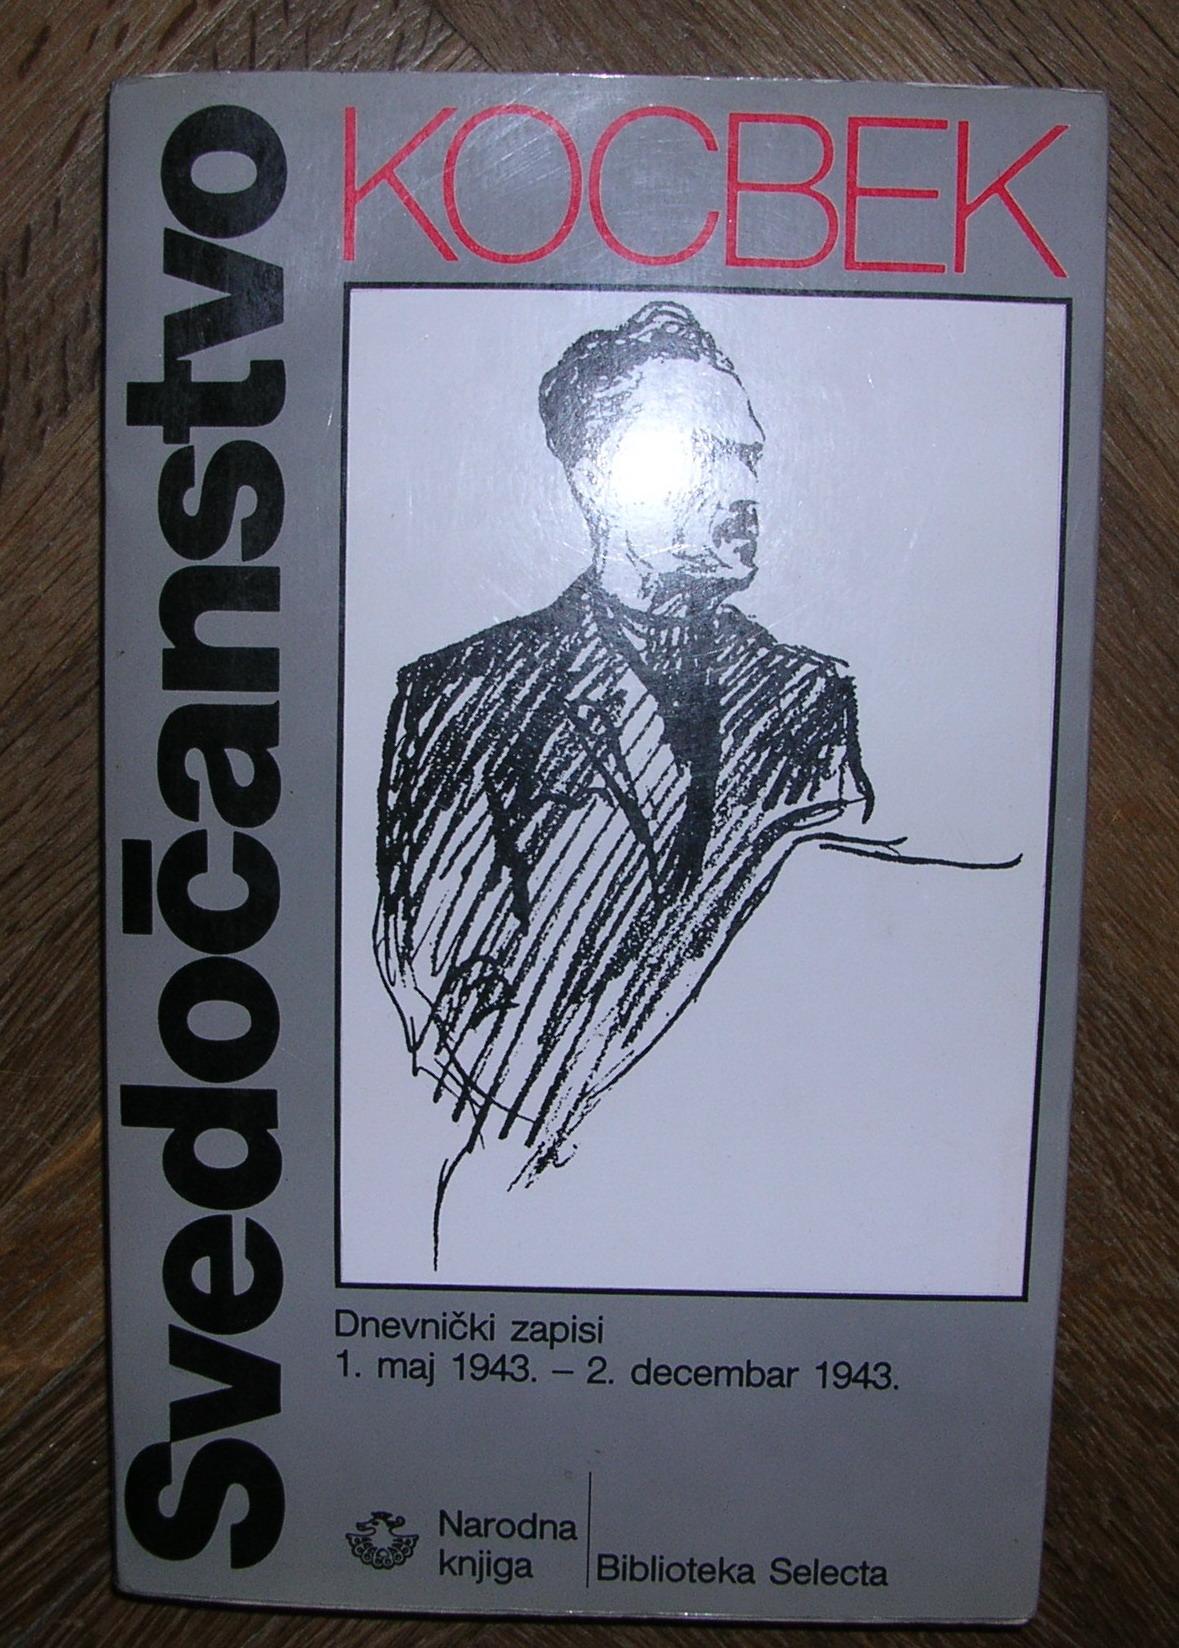 Svedočanstvo
KOCBEK
Dnevnički zapisi
1. maj 1943. – 2. decembar 1943.
Narodna
knjiga
Biblioteka Selecta